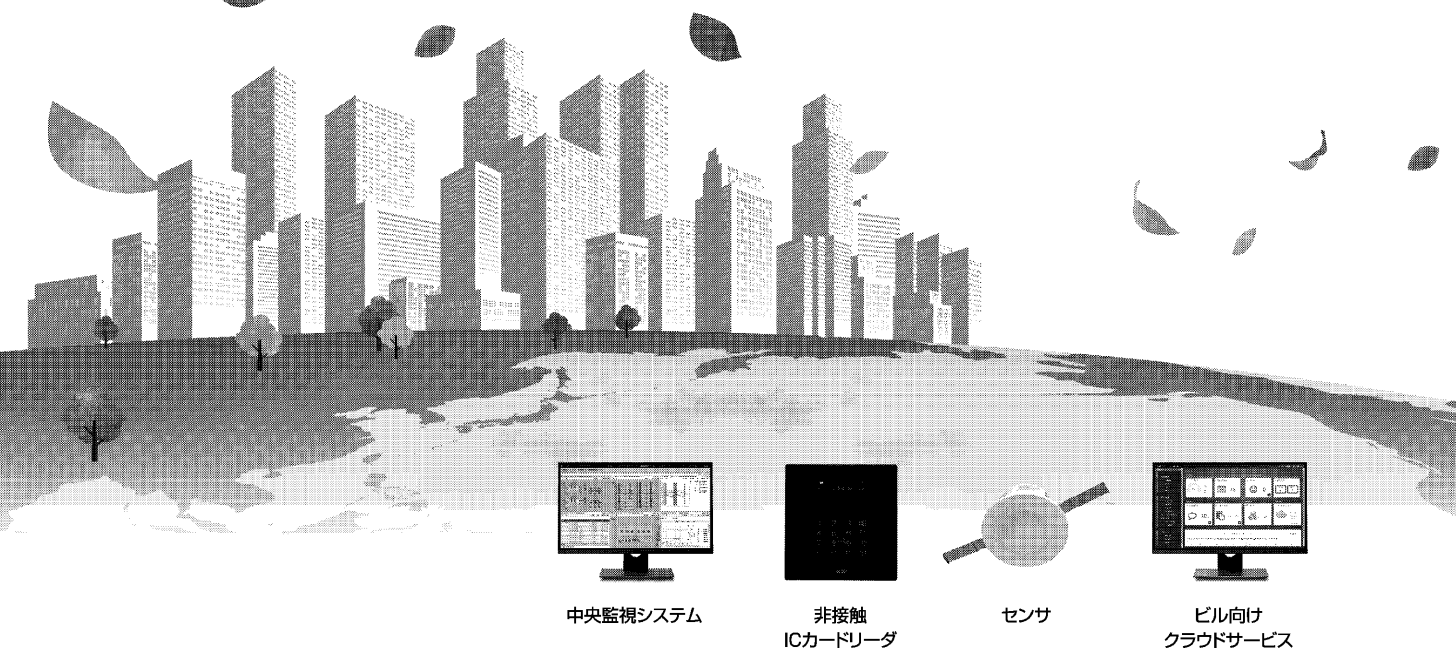 中央監視システム
非接触
ICカードリーダ
センサ
ビル向け
クラウドサービス